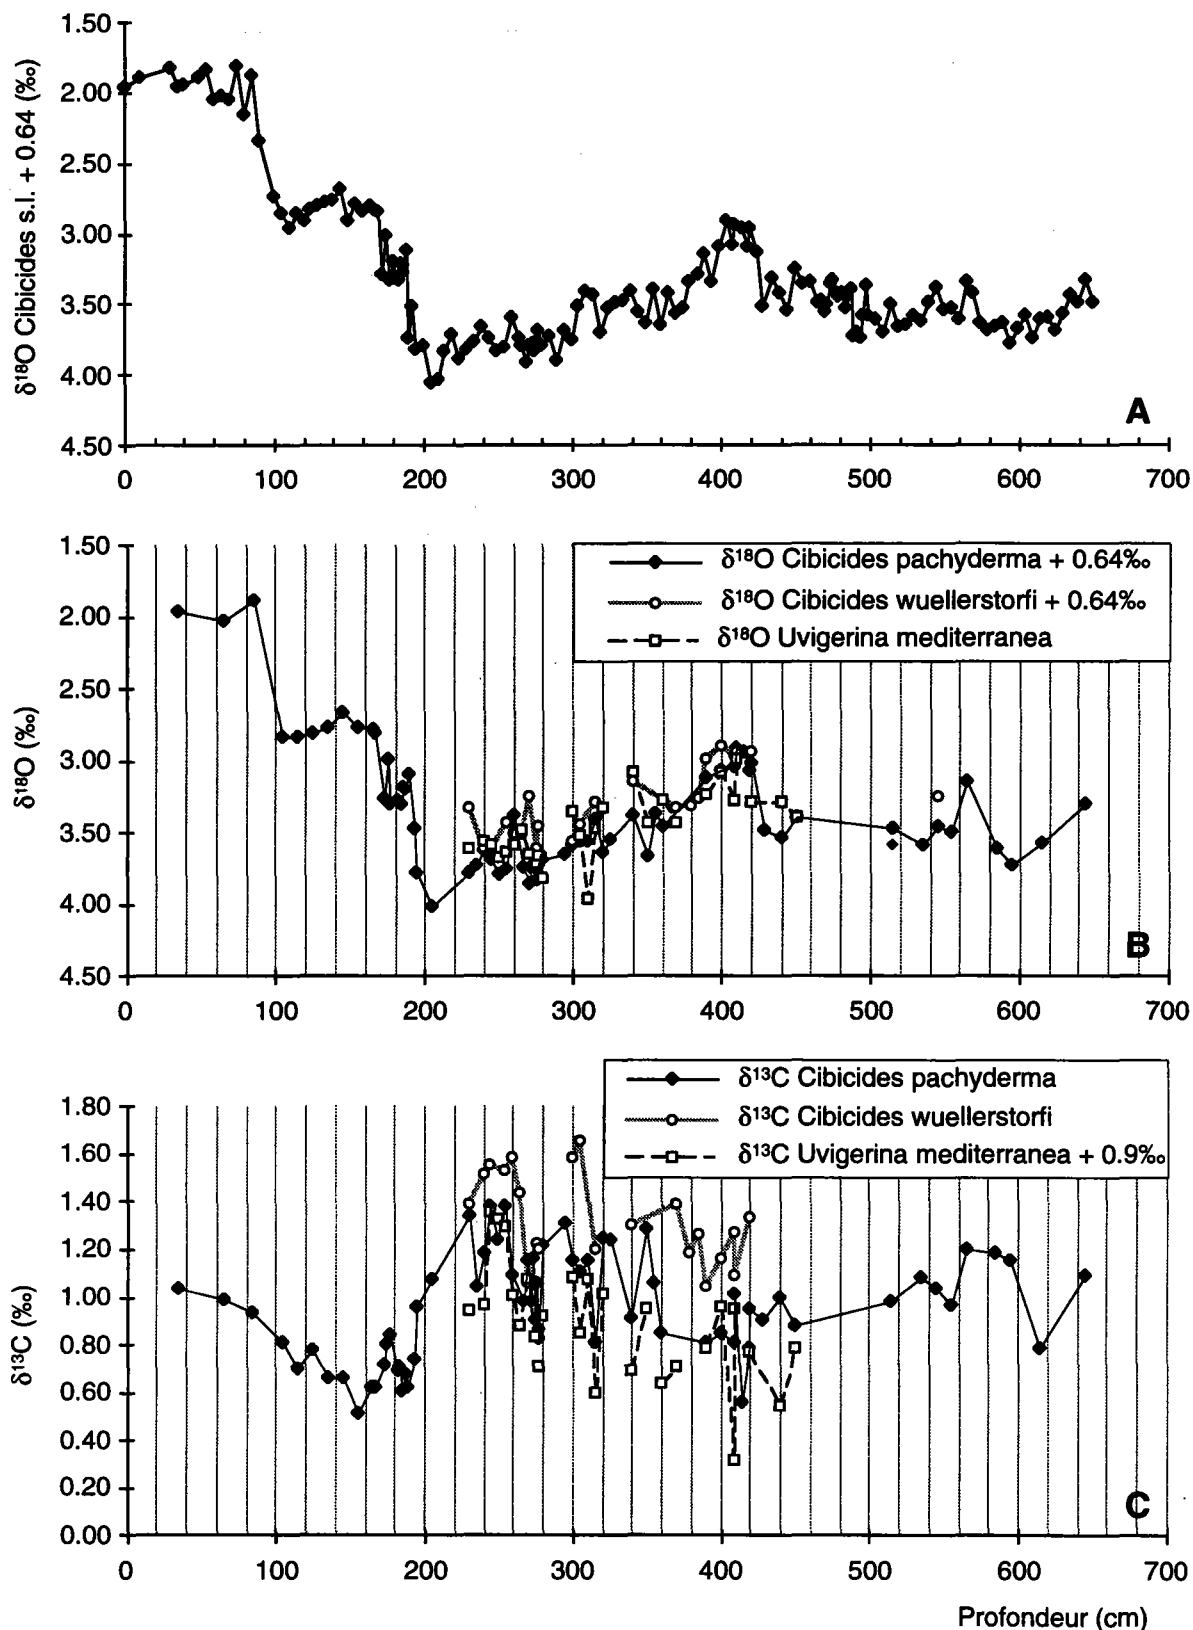 1.50
2.00
2.50
3.00
3.50
4.00
4.50
δ¹⁸O Cibicides s.l. + 0.64 (‰)
A
0 100 200 300 400 500 600 700
1.50
2.00
2.50
3.00
3.50
4.00
4.50
δ¹⁸O (‰)
δ¹⁸O Cibicides pachyderma + 0.64‰
δ¹⁸O Cibicides wuellerstorfi + 0.64‰
δ¹⁸O Uvigerina mediterranea
B
0 100 200 300 400 500 600 700
δ¹³C Cibicides pachyderma
δ¹³C Cibicides wuellerstorfi
δ¹³C Uvigerina mediterranea + 0.9‰
1.80
1.60
1.40
1.20
1.00
0.80
0.60
0.40
0.20
0.00
δ¹³C (‰)
C
0 100 200 300 400 500 600 700
Profondeur (cm)